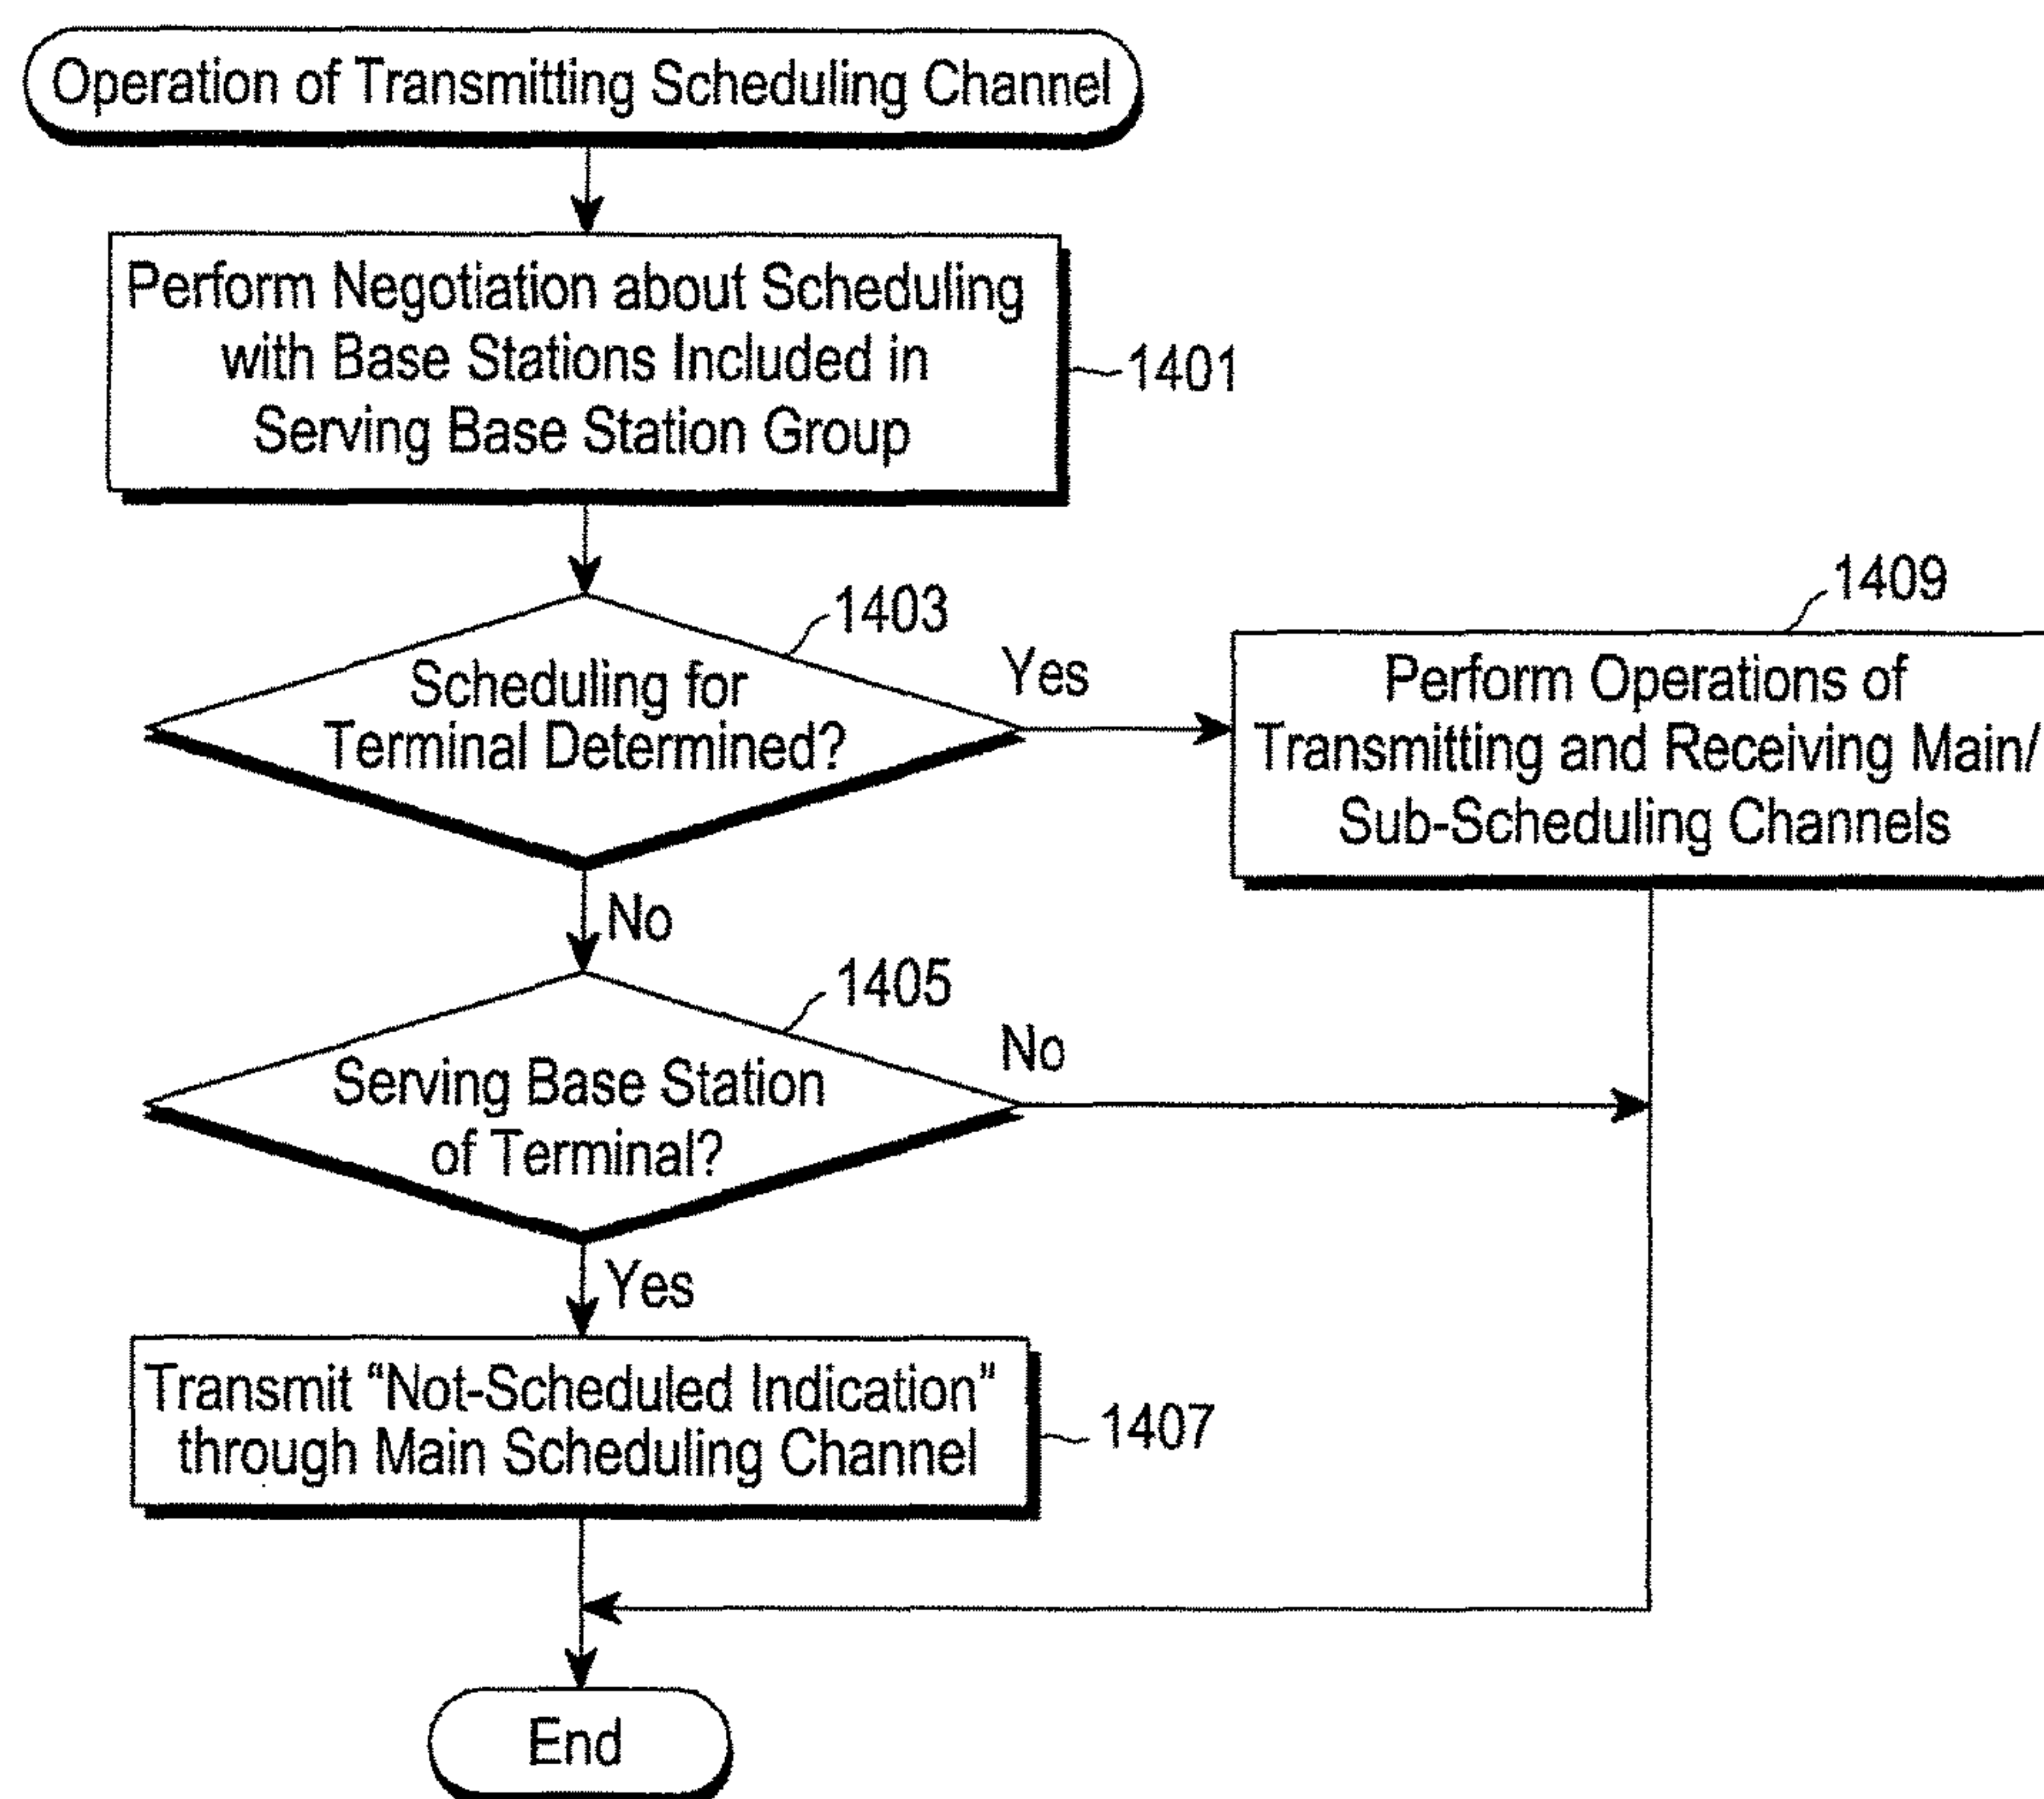 Operation of Transmitting Scheduling Channel
Perform Negotiation about Scheduling
with Base Stations Included in
Serving Base Station Group
1401
1403
Scheduling for
Terminal Determined?
Yes
1409
Perform Operations of
Transmitting and Receiving Main/
Sub-Scheduling Channels
No
1405
Serving Base Station
of Terminal?
No
Yes
Transmit “Not-Scheduled Indication”
through Main Scheduling Channel
1407
End